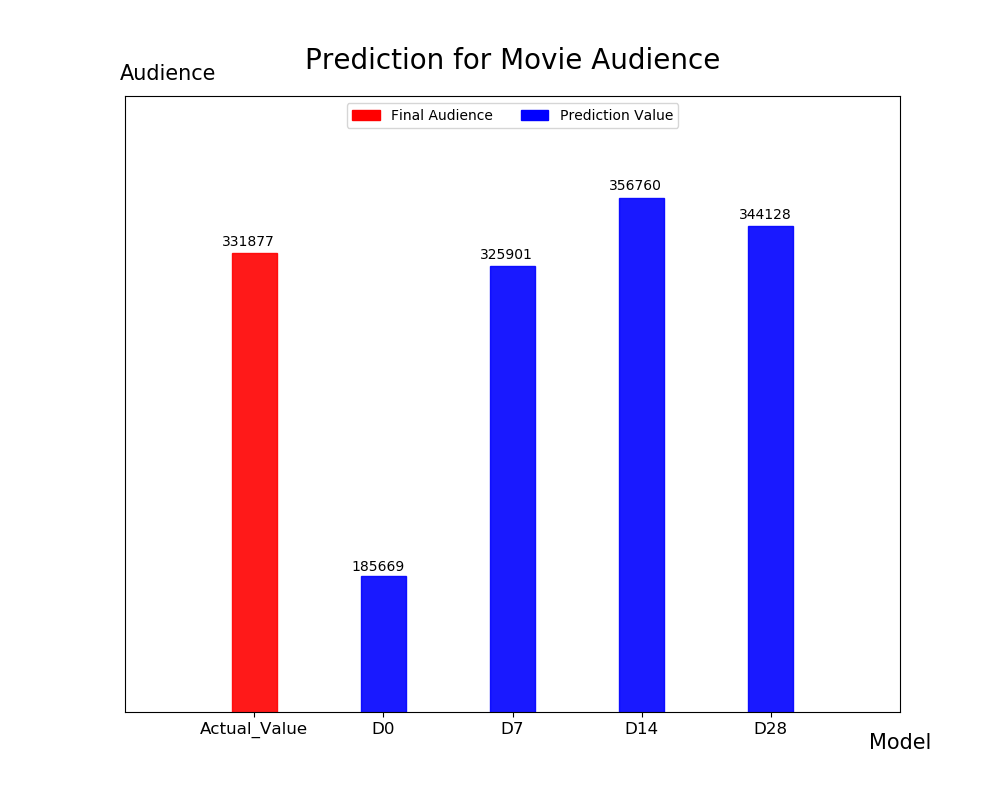 Prediction for Movie Audience
Audience
Final Audience
Prediction Value
356760
344128
331877
325901
185669
Actual_Value
D0
D7
D14
D28
Model